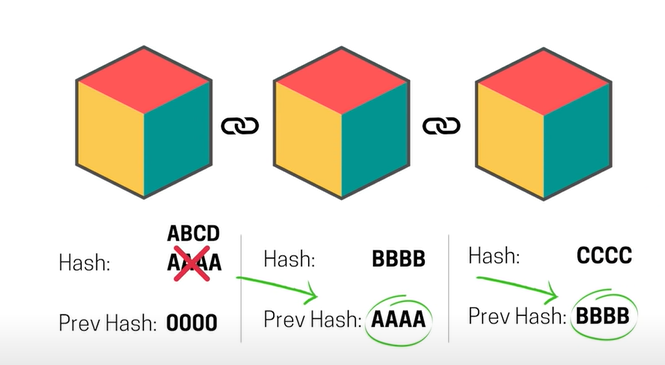 ABCD
Hash: AAAA
Prev Hash: 0000
Hash: BBBB
Prev Hash: AAAA
Hash: CCCC
Prev Hash: BBBB